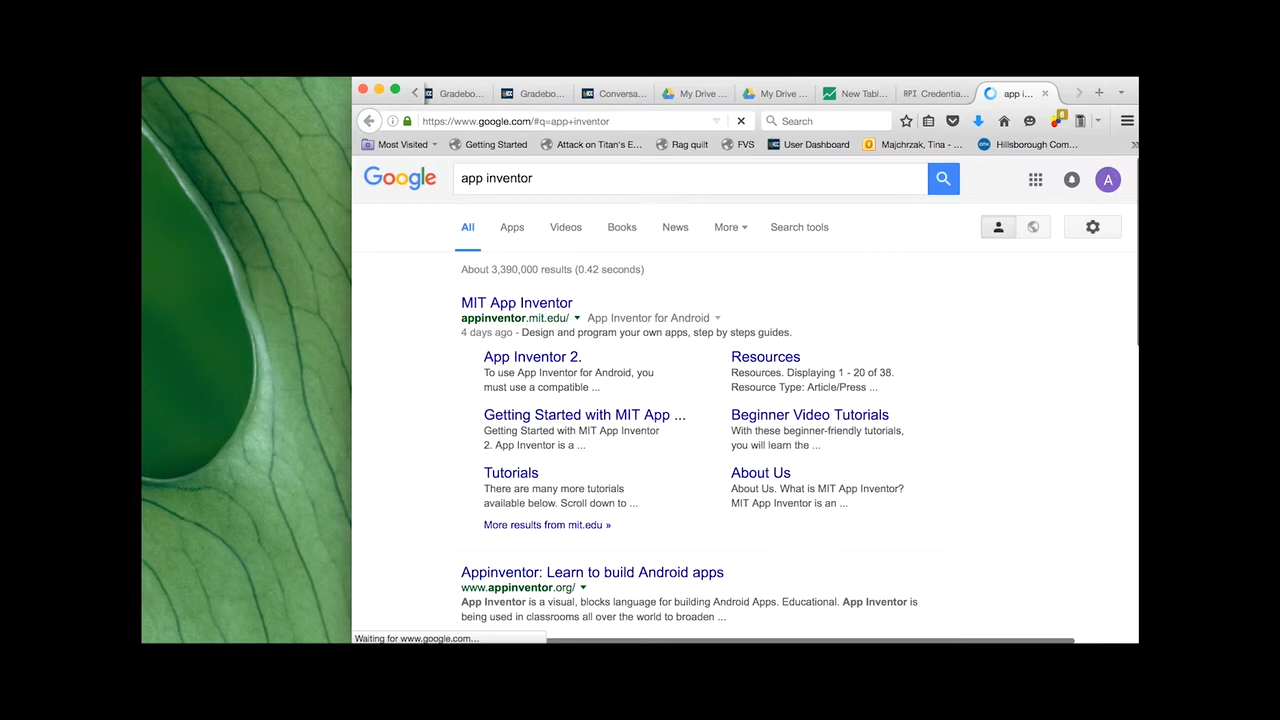 Gradebo... Gradebo... Conversa... My Drive ... My Drive ... New Tabl... RPI Credentia... app i...
https://www.google.com/#q=app+inventor Search 6
Most Visited Getting Started Attack on Titan's E... Rag quilt FVS User Dashboard Majchrzak, Tina - ... Hillsborough Com...
Google app inventor A
All Apps Videos Books News More Search tools
About 3,390,000 results (0.42 seconds)
MIT App Inventor
appinventor.mit.edu/ App Inventor for Android
4 days ago - Design and program your own apps, step by steps guides.
App Inventor 2.
To use App Inventor for Android, you
must use a compatible ...
Resources
Resources. Displaying 1 - 20 of 38.
Resource Type: Article/Press ...
Getting Started with MIT App ...
Getting Started with MIT App Inventor
2. App Inventor is a ...
Beginner Video Tutorials
With these beginner-friendly tutorials,
you will learn the ...
Tutorials
There are many more tutorials
available below. Scroll down to ...
About Us
About Us. What is MIT App Inventor?
MIT App Inventor is an ...
More results from mit.edu »
Appinventor: Learn to build Android apps
www.appinventor.org/
App Inventor is a visual, blocks language for building Android Apps. Educational. App Inventor is
being used in classrooms all over the world to broaden ...
Waiting for www.google.com...